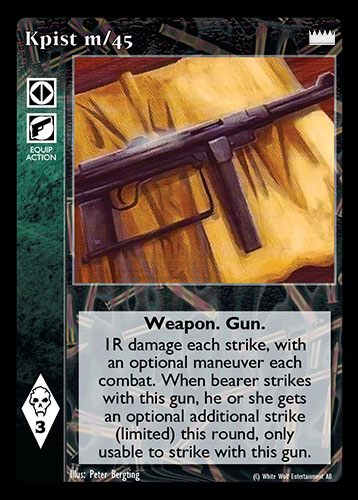 Kpist m/45
EQUIP
ACTION
Weapon. Gun.
1R damage each strike, with
an optional maneuver each
combat. When bearer strikes
with this gun, he or she gets
an optional additional strike
(limited) this round, only
usable to strike with this gun.
3
Illus: Peter Bergting
(C) White Wolf Entertainment AB